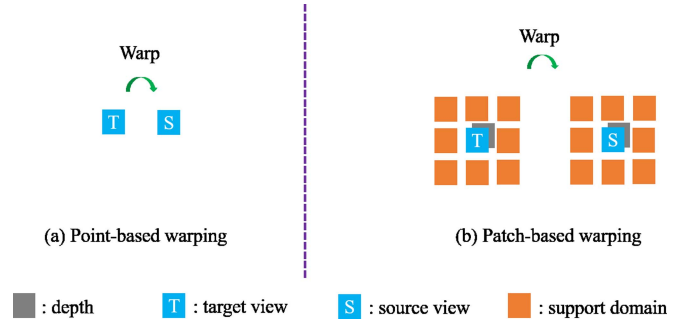 Warp
T S
(a) Point-based warping
Warp
T S
(b) Patch-based warping
: depth T : target view S : source view : support domain